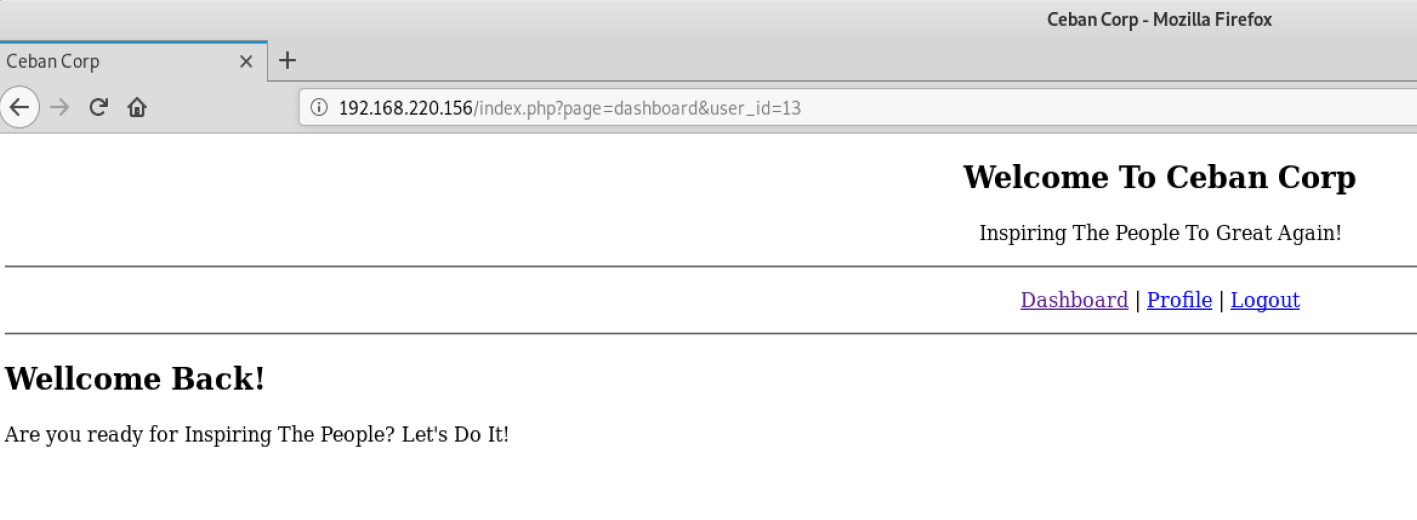 Ceban Corp - Mozilla Firefox
Ceban Corp
192.168.220.156/index.php?page=dashboard&user_id=13
Welcome To Ceban Corp
Inspiring The People To Great Again!
Dashboard | Profile | Logout
Wellcome Back!
Are you ready for Inspiring The People? Let's Do It!